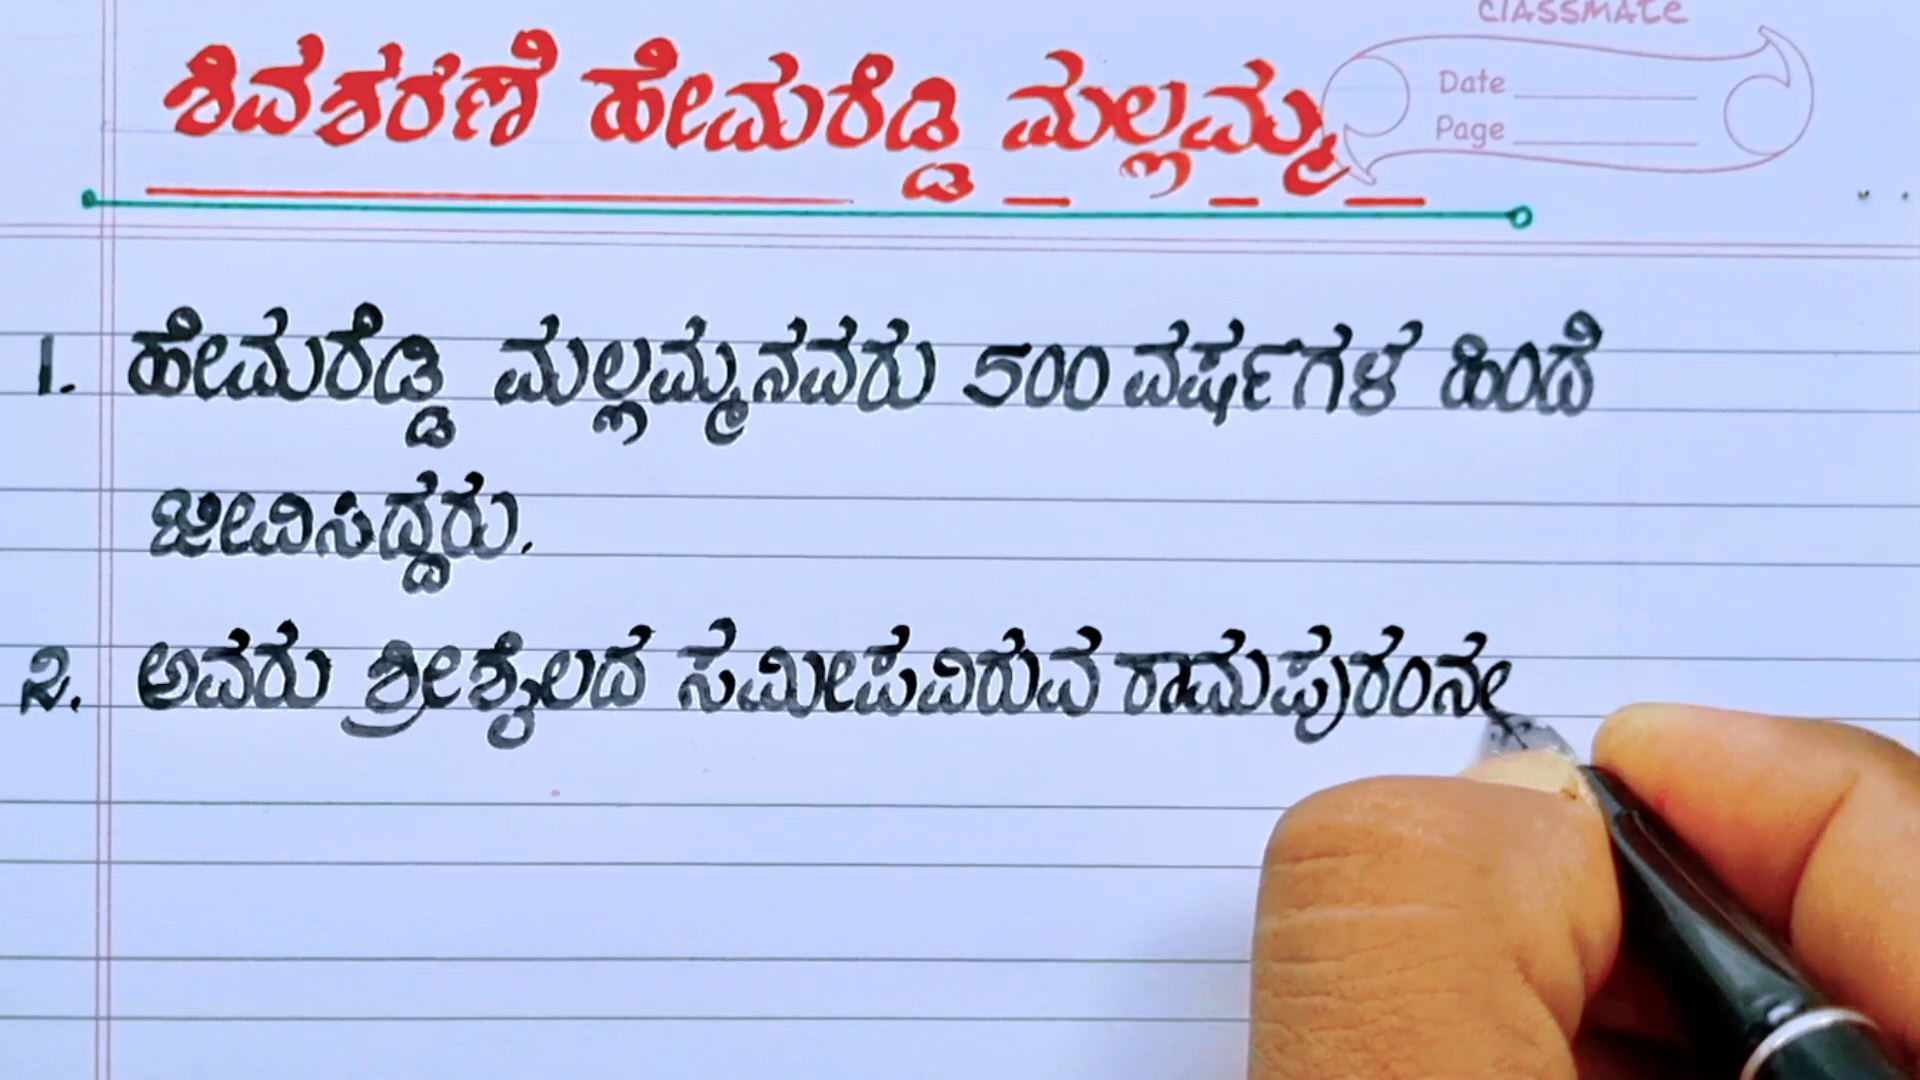 classmate
Date
Page
ಶಿವಶರಣೆ ಹೇಮರೆಡ್ಡಿ ಮಲ್ಲಮ್ಮ
1. ಹೇಮರೆಡ್ಡಿ ಮಲ್ಲಮ್ಮನವರು 500 ವರ್ಷಗಳ ಹಿಂದೆ
ಜೀವಿಸಿದ್ದರು.
2. ಅವರು ಶ್ರೀಶೈಲದ ಸಮೀಪವಿರುವ ರಾಮಪುರಂನೇ